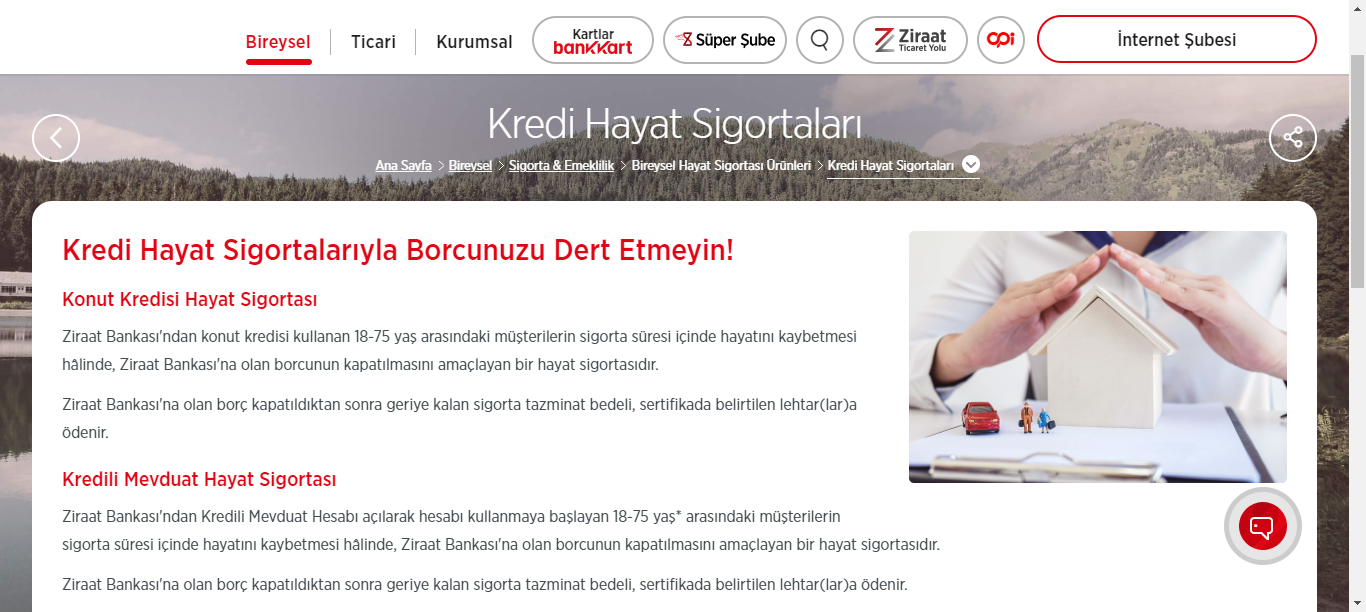 Bireysel
Ticari
Kurumsal
Kartlar
bankkart
Süper Şube
Ziraat
Ticaret Yolu
opi
İnternet Şubesi
Kredi Hayat Sigortaları
Ana Sayfa > Bireysel > Sigorta & Emeklilik > Bireysel Hayat Sigortası Ürünleri > Kredi Hayat Sigortaları
Kredi Hayat Sigortalarıyla Borcunuzu Dert Etmeyin!
Konut Kredisi Hayat Sigortası
Ziraat Bankası'ndan konut kredisi kullanan 18-75 yaş arasındaki müşterilerin sigorta süresi içinde hayatını kaybetmesi
hâlinde, Ziraat Bankası'na olan borcunun kapatılmasını amaçlayan bir hayat sigortasıdır.
Ziraat Bankası'na olan borç kapatıldıktan sonra geriye kalan sigorta tazminat bedeli, sertifikada belirtilen lehtar(lar)a
ödenir.
Kredili Mevduat Hayat Sigortası
Ziraat Bankası'ndan Kredili Mevduat Hesabı açılarak hesabı kullanmaya başlayan 18-75 yaş* arasındaki müşterilerin
sigorta süresi içinde hayatını kaybetmesi hâlinde, Ziraat Bankası'na olan borcunun kapatılmasını amaçlayan bir hayat sigortasıdır.
Ziraat Bankası'na olan borç kapatıldıktan sonra geriye kalan sigorta tazminat bedeli, sertifikada belirtilen lehtar(lar)a ödenir.